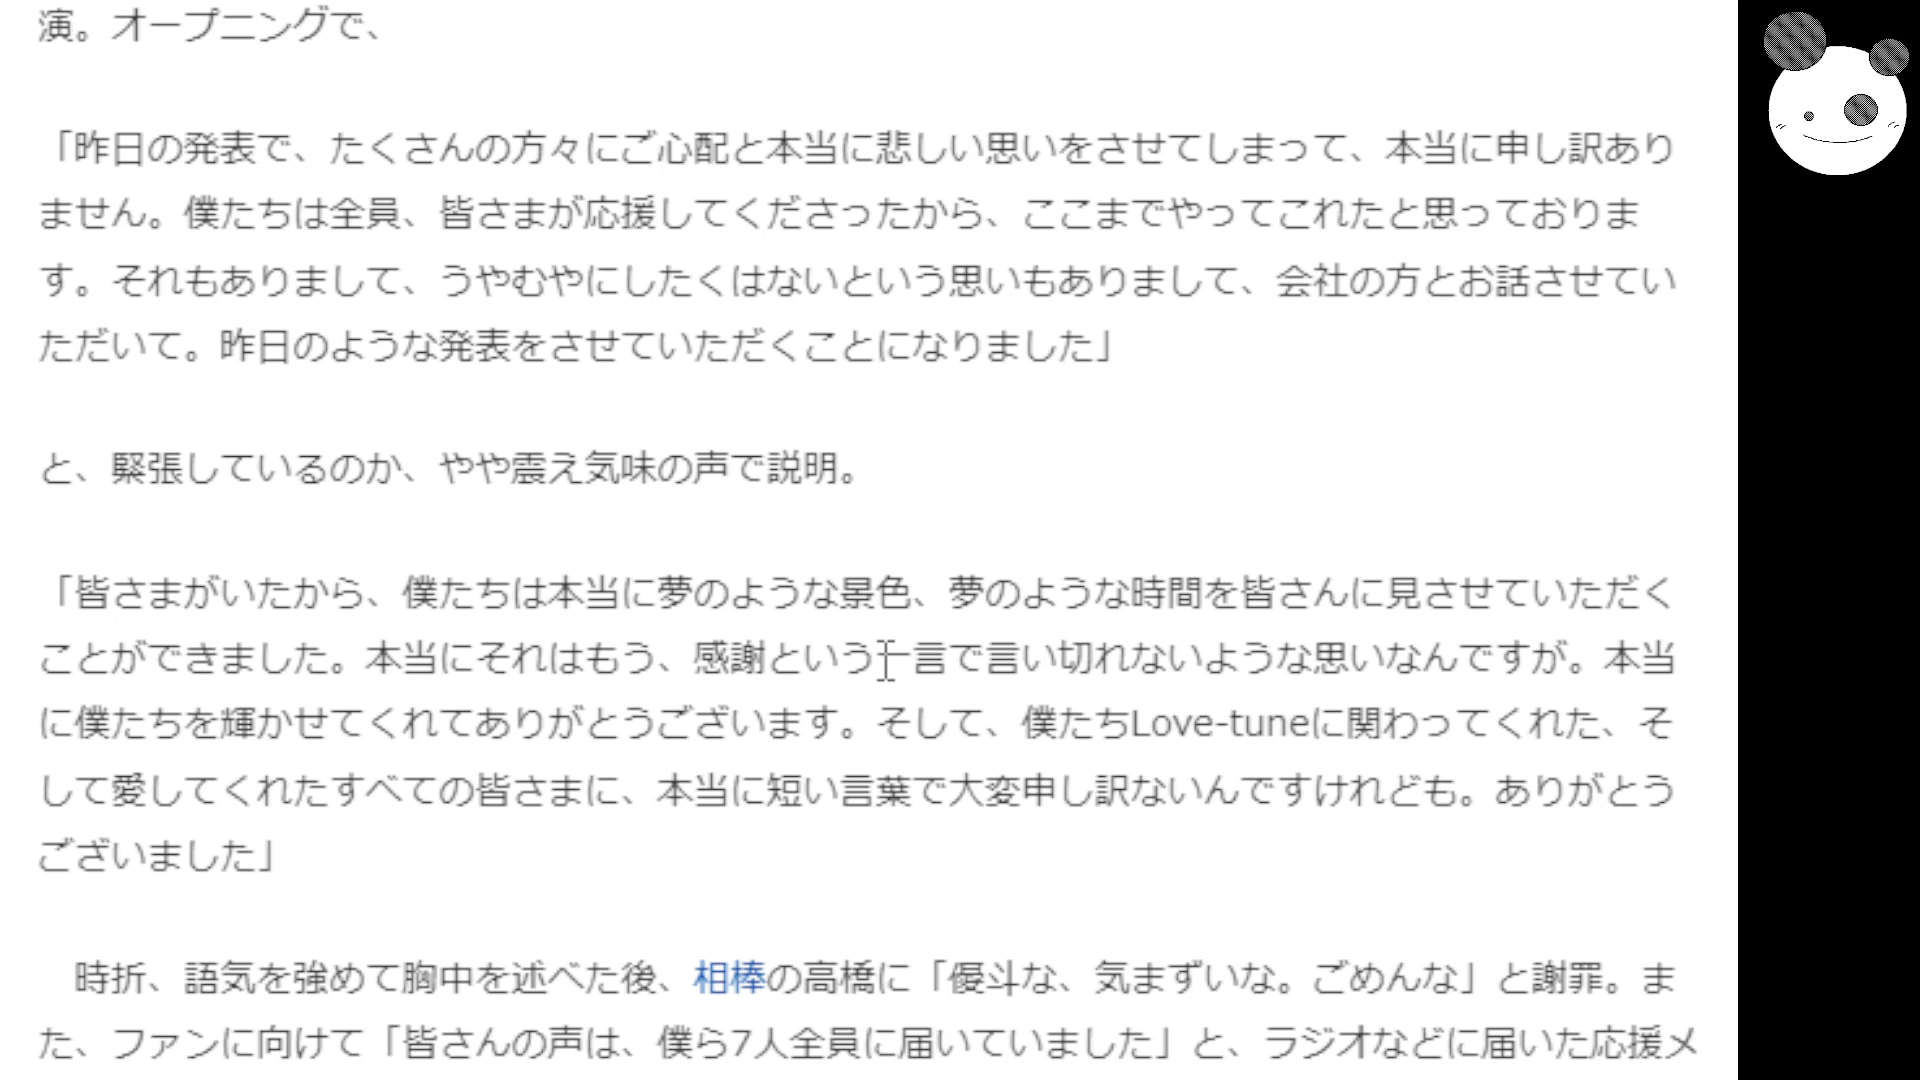 演。オープニングで、
「昨日の発表で、たくさんの方々にご心配と本当に悲しい思いをさせてしまって、本当に申し訳あり
ません。僕たちは全員、皆さまが応援してくださったから、ここまでやってこれたと思っておりま
す。それもありまして、うやむやにしたくはないという思いもありまして、会社の方とお話させてい
ただいて。昨日のような発表をさせていただくことになりました」
と、緊張しているのか、やや震え気味の声で説明。
「皆さまがいたから、僕たちは本当に夢のような景色、夢のような時間を皆さんに見させていただく
ことができました。本当にそれはもう、感謝という一言で言い切れないような思いなんですが。本当
に僕たちを輝かせてくれてありがとうございます。そして、僕たちLove-tuneに関わってくれた、そ
して愛してくれたすべての皆さまに、本当に短い言葉で大変申し訳ないんですけれども。ありがとう
ございました」
時折、語気を強めて胸中を述べた後、相棒の高橋に「優斗な、気まずいな。ごめんな」と謝罪。ま
た、ファンに向けて「皆さんの声は、僕ら7人全員に届いていました」と、ラジオなどに届いた応援メ